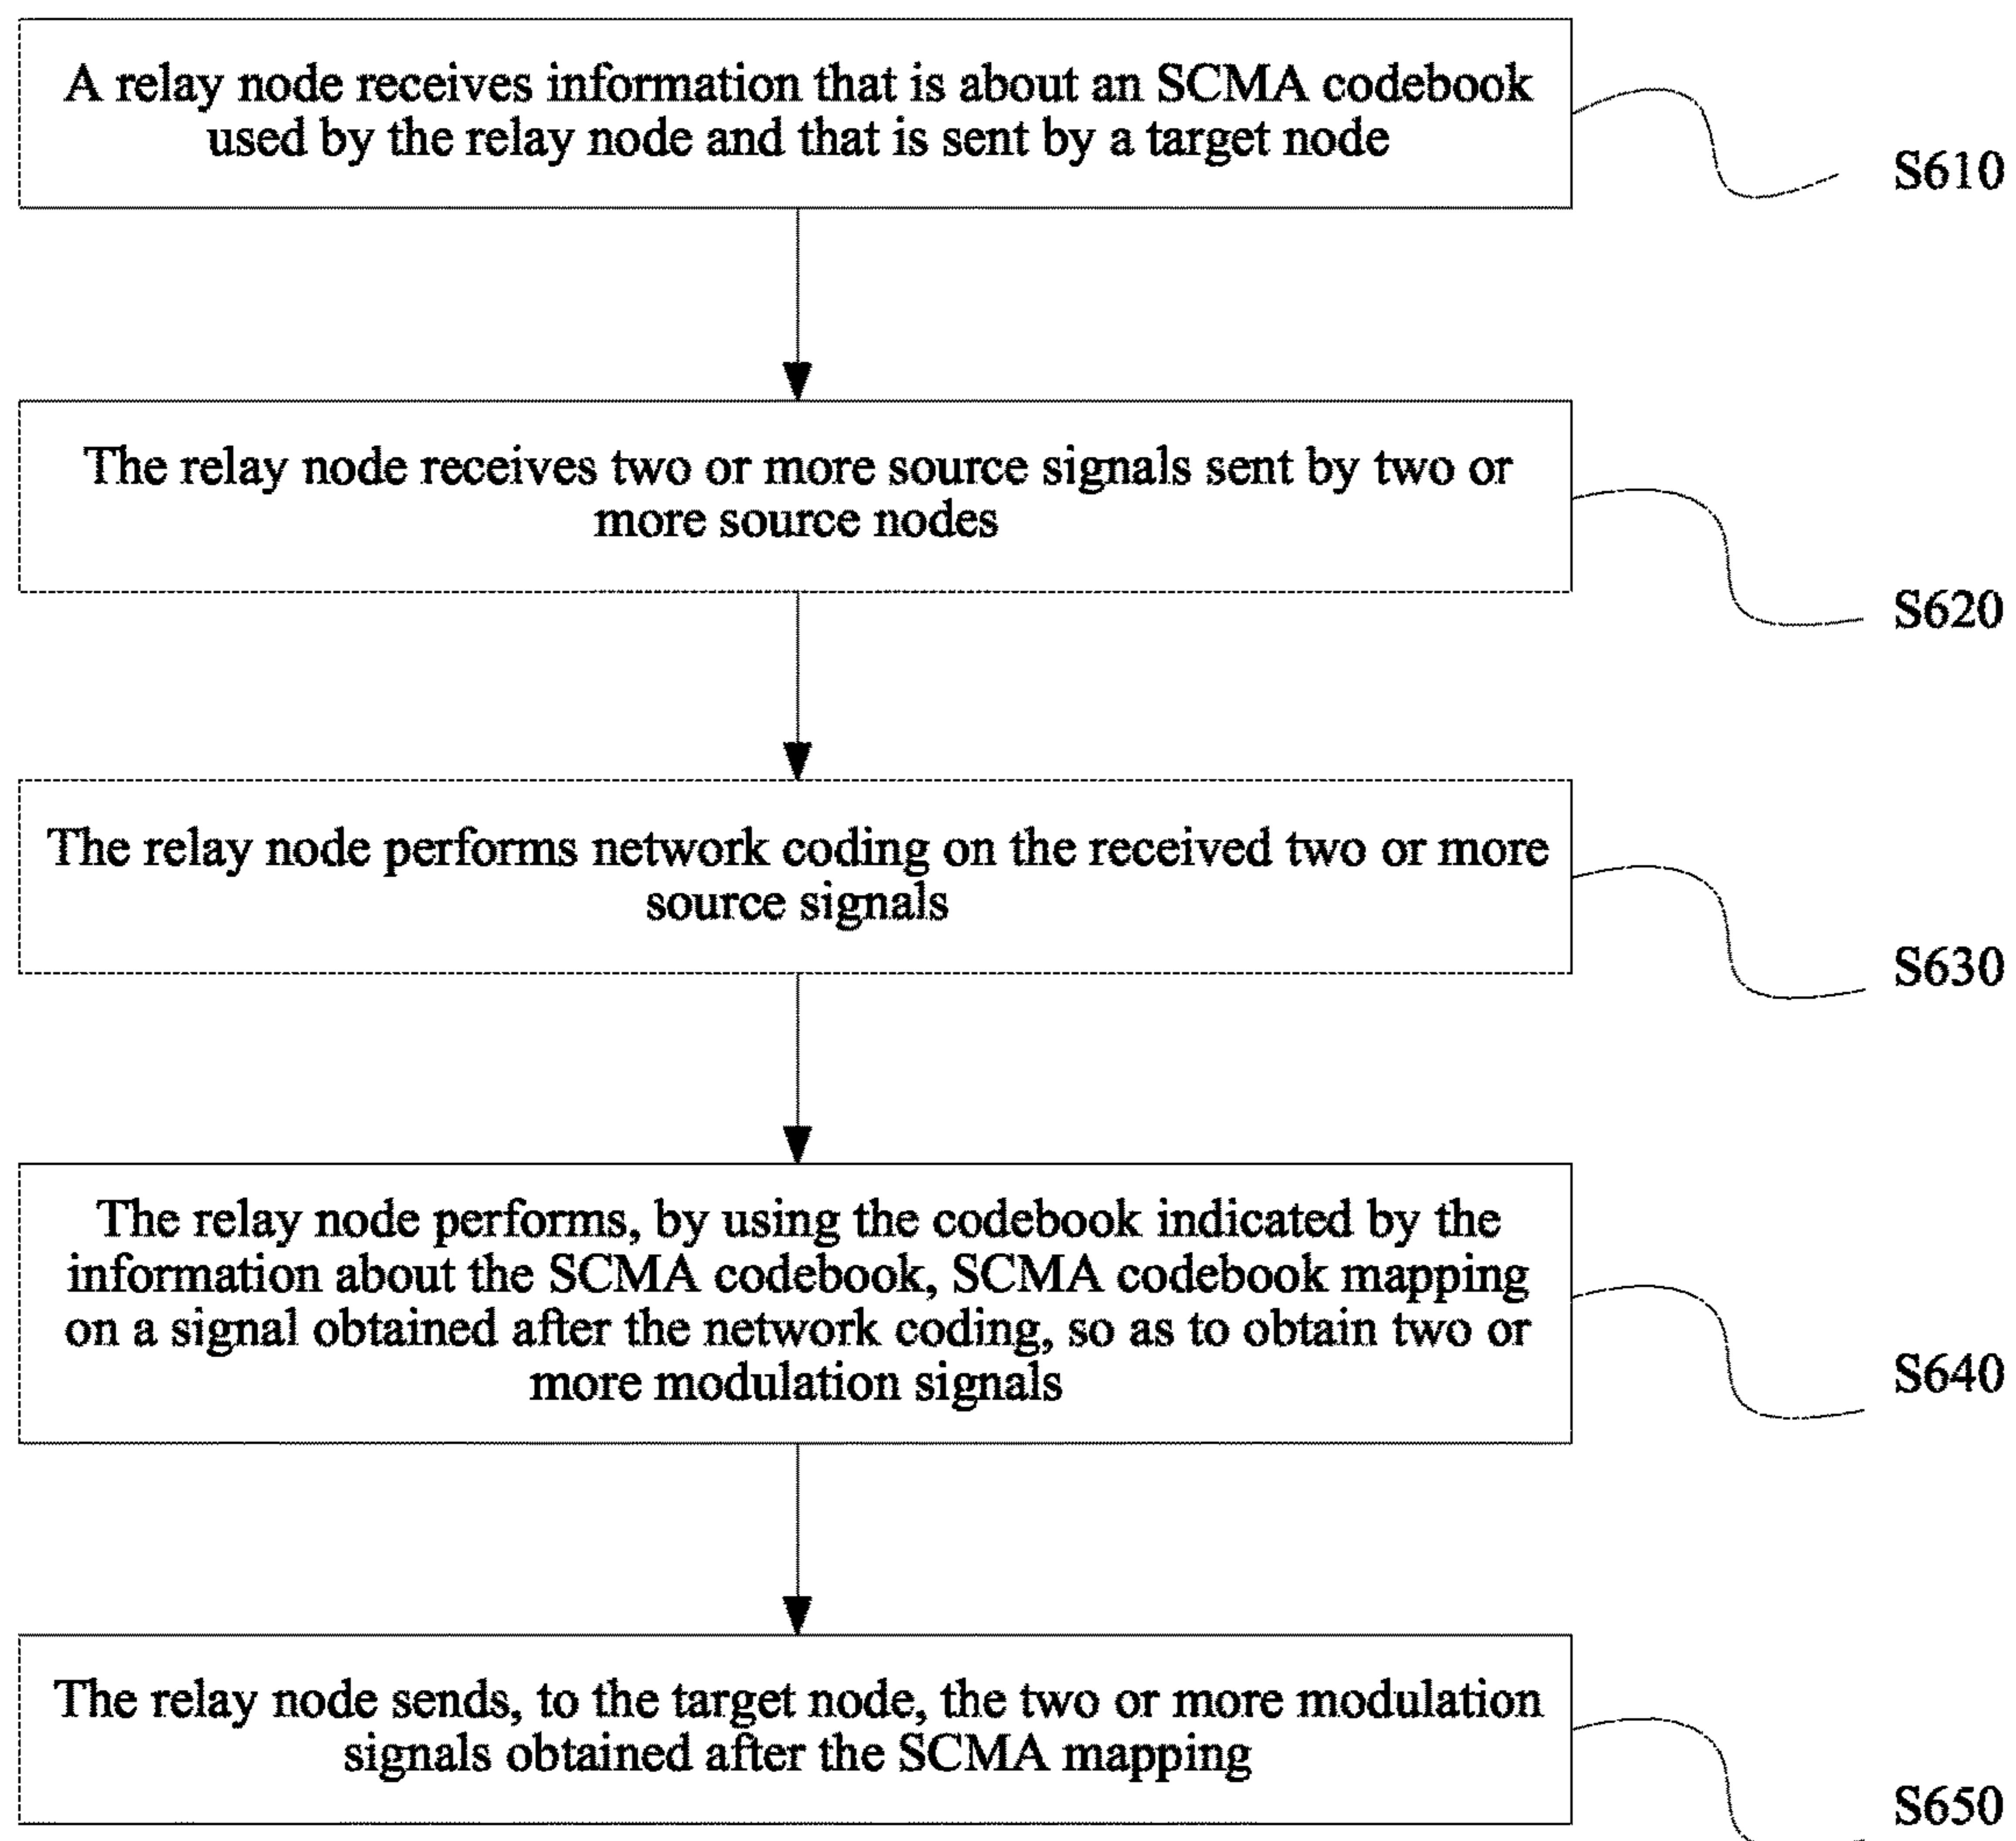 A relay node receives information that is about an SCMA codebook
used by the relay node and that is sent by a target node
S610
The relay node receives two or more source signals sent by two or
more source nodes
S620
The relay node performs network coding on the received two or more
source signals
S630
The relay node performs, by using the codebook indicated by the
information about the SCMA codebook, SCMA codebook mapping
on a signal obtained after the network coding, so as to obtain two or
more modulation signals
S640
The relay node sends, to the target node, the two or more modulation
signals obtained after the SCMA mapping
S650